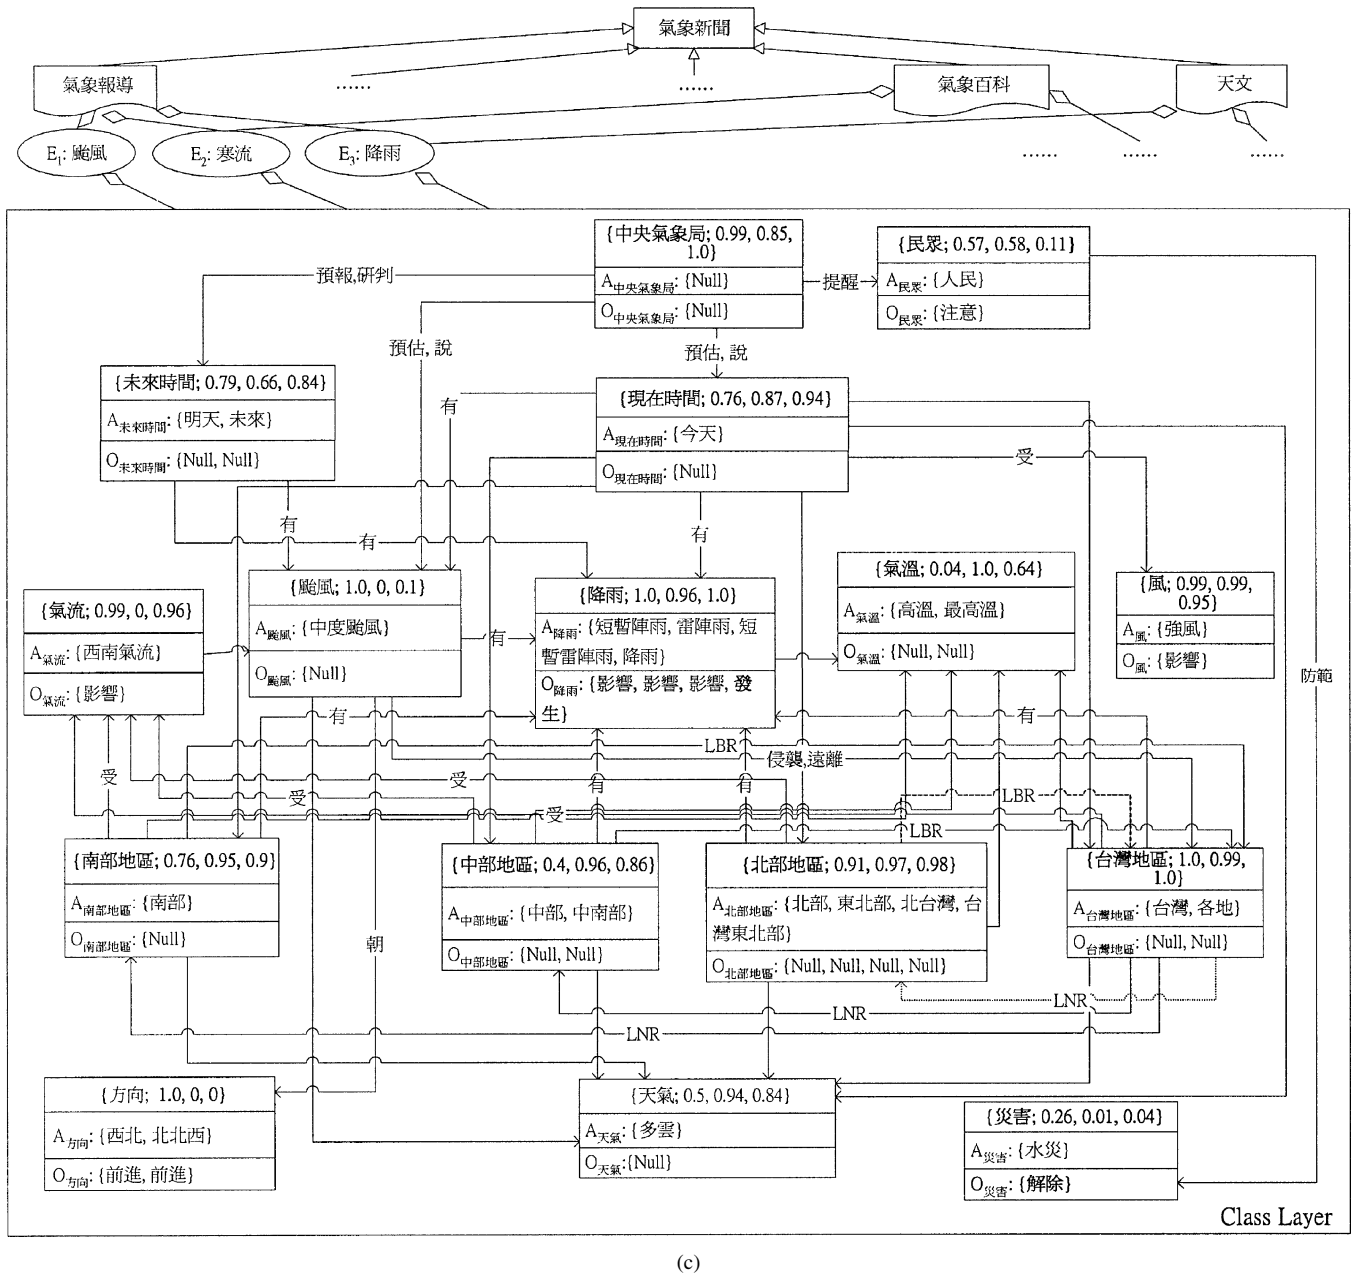 氣象新聞
氣象報導
……
……
氣象百科
天文
E1: 颱風
E2: 寒流
E3: 降雨
……
……
……
{中央氣象局; 0.99, 0.85,
1.0}
A中央氣象局: {Null}
O中央氣象局: {Null}
{民眾; 0.57, 0.58, 0.11}
A民眾: {人民}
O民眾: {注意}
預報,研判
提醒
預估, 說
預估, 說
{未來時間; 0.79, 0.66, 0.84}
A未來時間: {明天, 未來}
O未來時間: {Null, Null}
有
{現在時間; 0.76, 0.87, 0.94}
A現在時間: {今天}
O現在時間: {Null}
受
有
有
有
{氣流; 0.99, 0, 0.96}
A氣流: {西南氣流}
O氣流: {影響}
{颱風; 1.0, 0, 0.1}
A颱風: {中度颱風}
O颱風: {Null}
有
{降雨; 1.0, 0.96, 1.0}
A降雨: {短暫陣雨, 雷陣雨, 短
暫雷陣雨, 降雨}
O降雨: {影響, 影響, 影響, 發
生}
{氣溫; 0.04, 1.0, 0.64}
A氣溫: {高溫, 最高溫}
O氣溫: {Null, Null}
{風; 0.99, 0.99,
0.95}
A風: {強風}
O風: {影響}
防範
有
有
LBR
侵襲,遠離
受
受
受
受
有
有
LBR
LBR
{南部地區; 0.76, 0.95, 0.9}
A南部地區: {南部}
O南部地區: {Null}
{中部地區; 0.4, 0.96, 0.86}
A中部地區: {中部, 中南部}
O中部地區: {Null, Null}
{北部地區; 0.91, 0.97, 0.98}
A北部地區: {北部, 東北部, 北台灣, 台
灣東北部}
O北部地區: {Null, Null, Null, Null}
{台灣地區; 1.0, 0.99,
1.0}
A台灣地區: {台灣, 各地}
O台灣地區: {Null, Null}
朝
LNR
LNR
LNR
{方向; 1.0, 0, 0}
A方向: {西北, 北北西}
O方向: {前進, 前進}
{天氣; 0.5, 0.94, 0.84}
A天氣: {多雲}
O天氣:{Null}
{災害; 0.26, 0.01, 0.04}
A災害: {水災}
O災害: {解除}
Class Layer
(c)